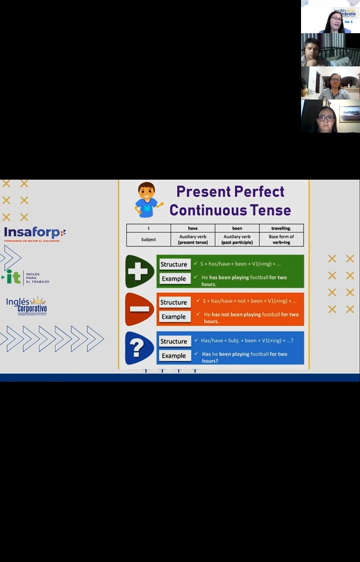 Present Perfect
Continuous Tense
I have been travelling.
Subject Auxiliary verb (present tense) Auxiliary verb (past participle) Base form of verb+ing
+
Structure ✓ S + has/have + been + V1(+ing) + ...
Example ✓ He has been playing football for two
hours.
−
Structure ✓ S + has/have + not + been + V1(+ing) + ...
Example ✓ He has not been playing football for two
hours.
?
Structure ✓ Has/have + Subj. + been + V1(+ing) + ...?
Example ✓ Has he been playing football for two
hours?
Insaforp
it INGLÉS
PARA
EL TRABAJO
Inglés
Corporativo